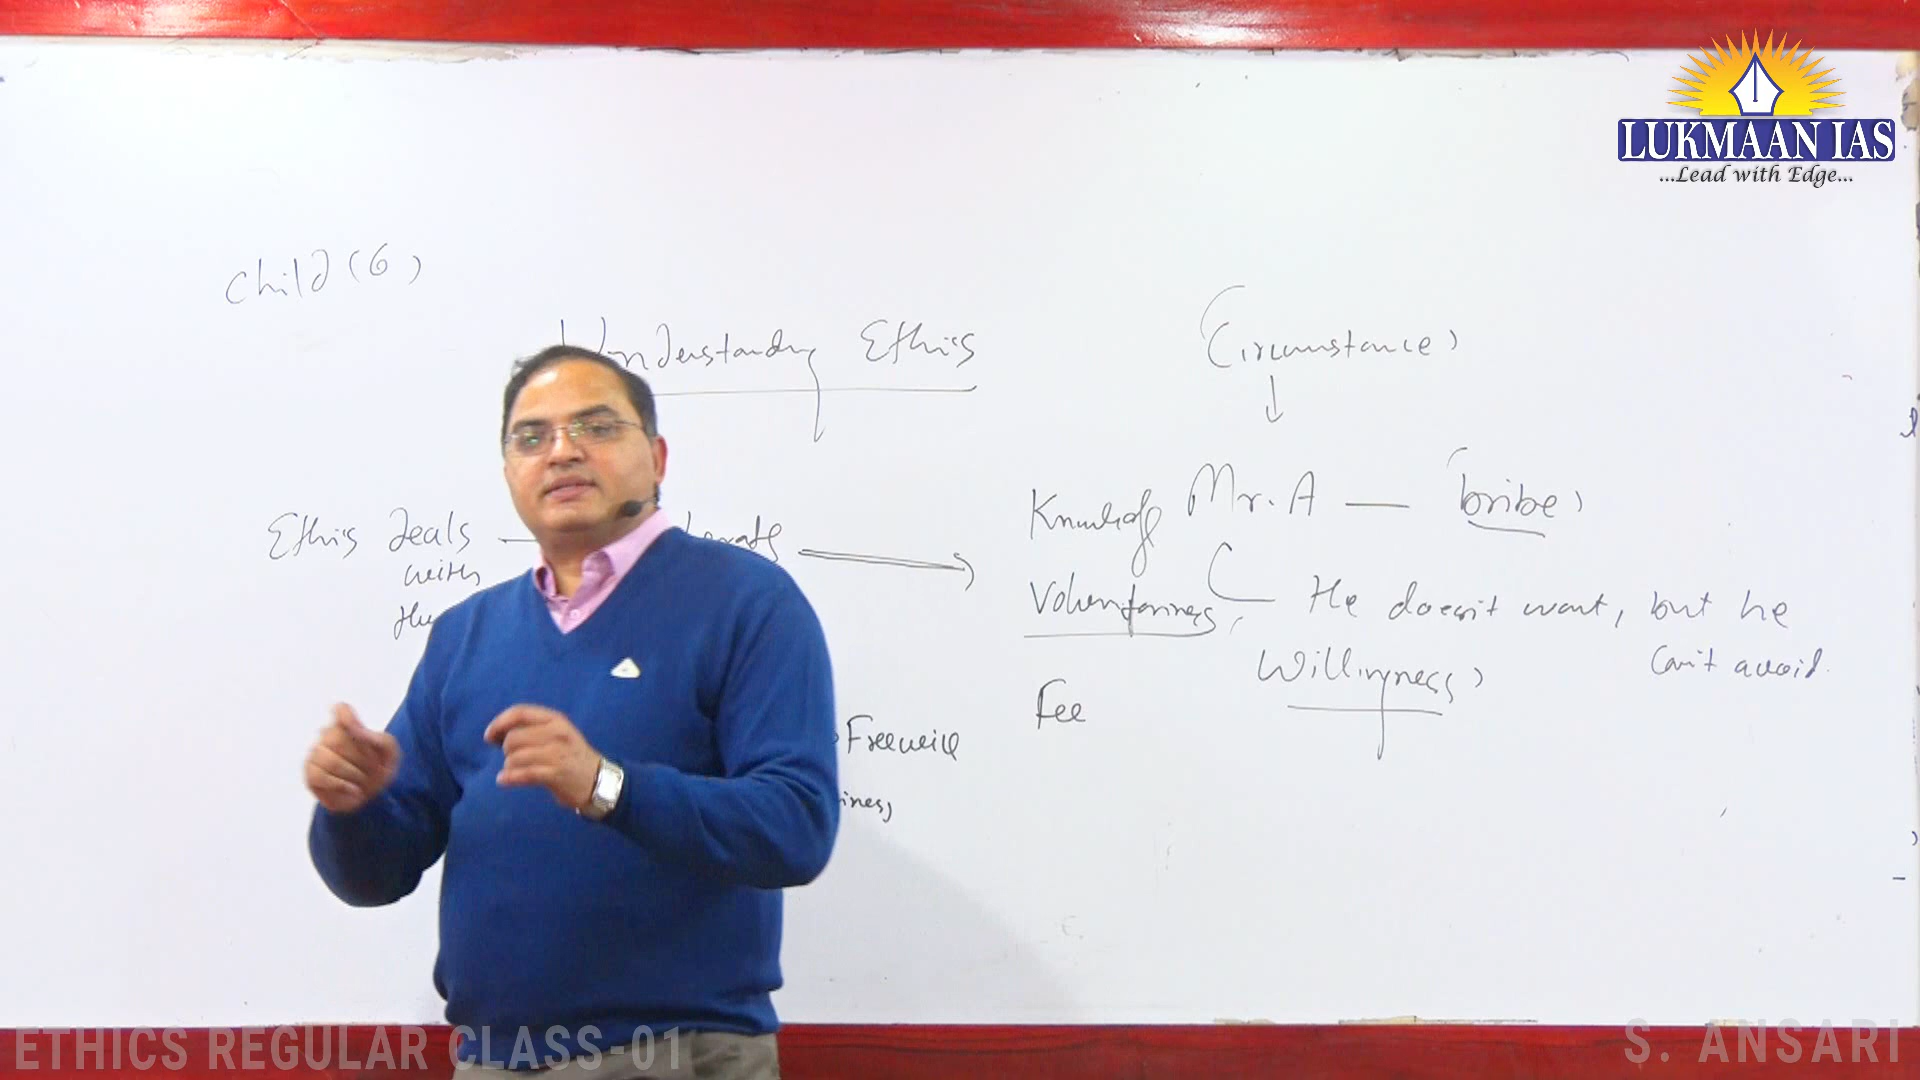 LUKMAAN IAS
...Lead with Edge...
Child (6)
Understanding Ethics
(Circumstance)
Mr. A — bribe)
Ethics deals
with
Voluntariness,
He doesn't want, but he
can't avoid.
Willingness)
Fee
Freewill
ETHICS REGULAR CLASS-01
S. ANSARI